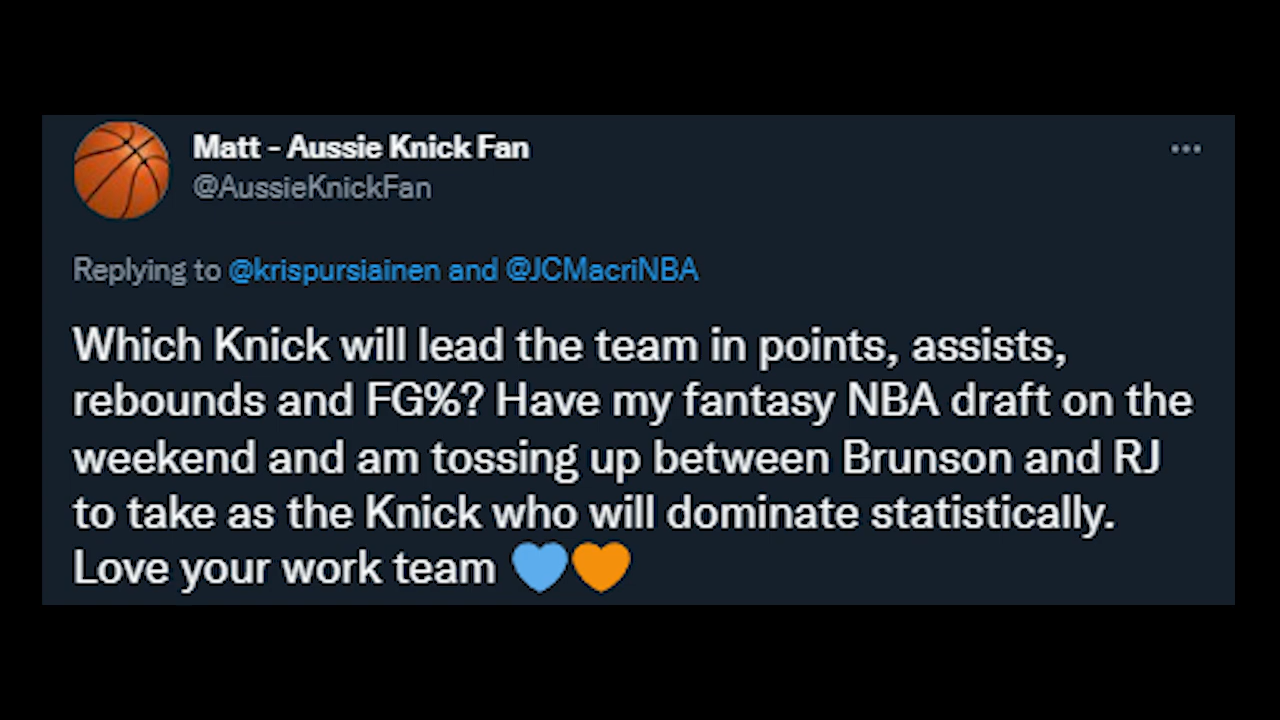 Matt - Aussie Knick Fan
@AussieKnickFan
Replying to @krispursiainen and @JCMacriNBA
Which Knick will lead the team in points, assists,
rebounds and FG%? Have my fantasy NBA draft on the
weekend and am tossing up between Brunson and RJ
to take as the Knick who will dominate statistically.
Love your work team 💙🧡